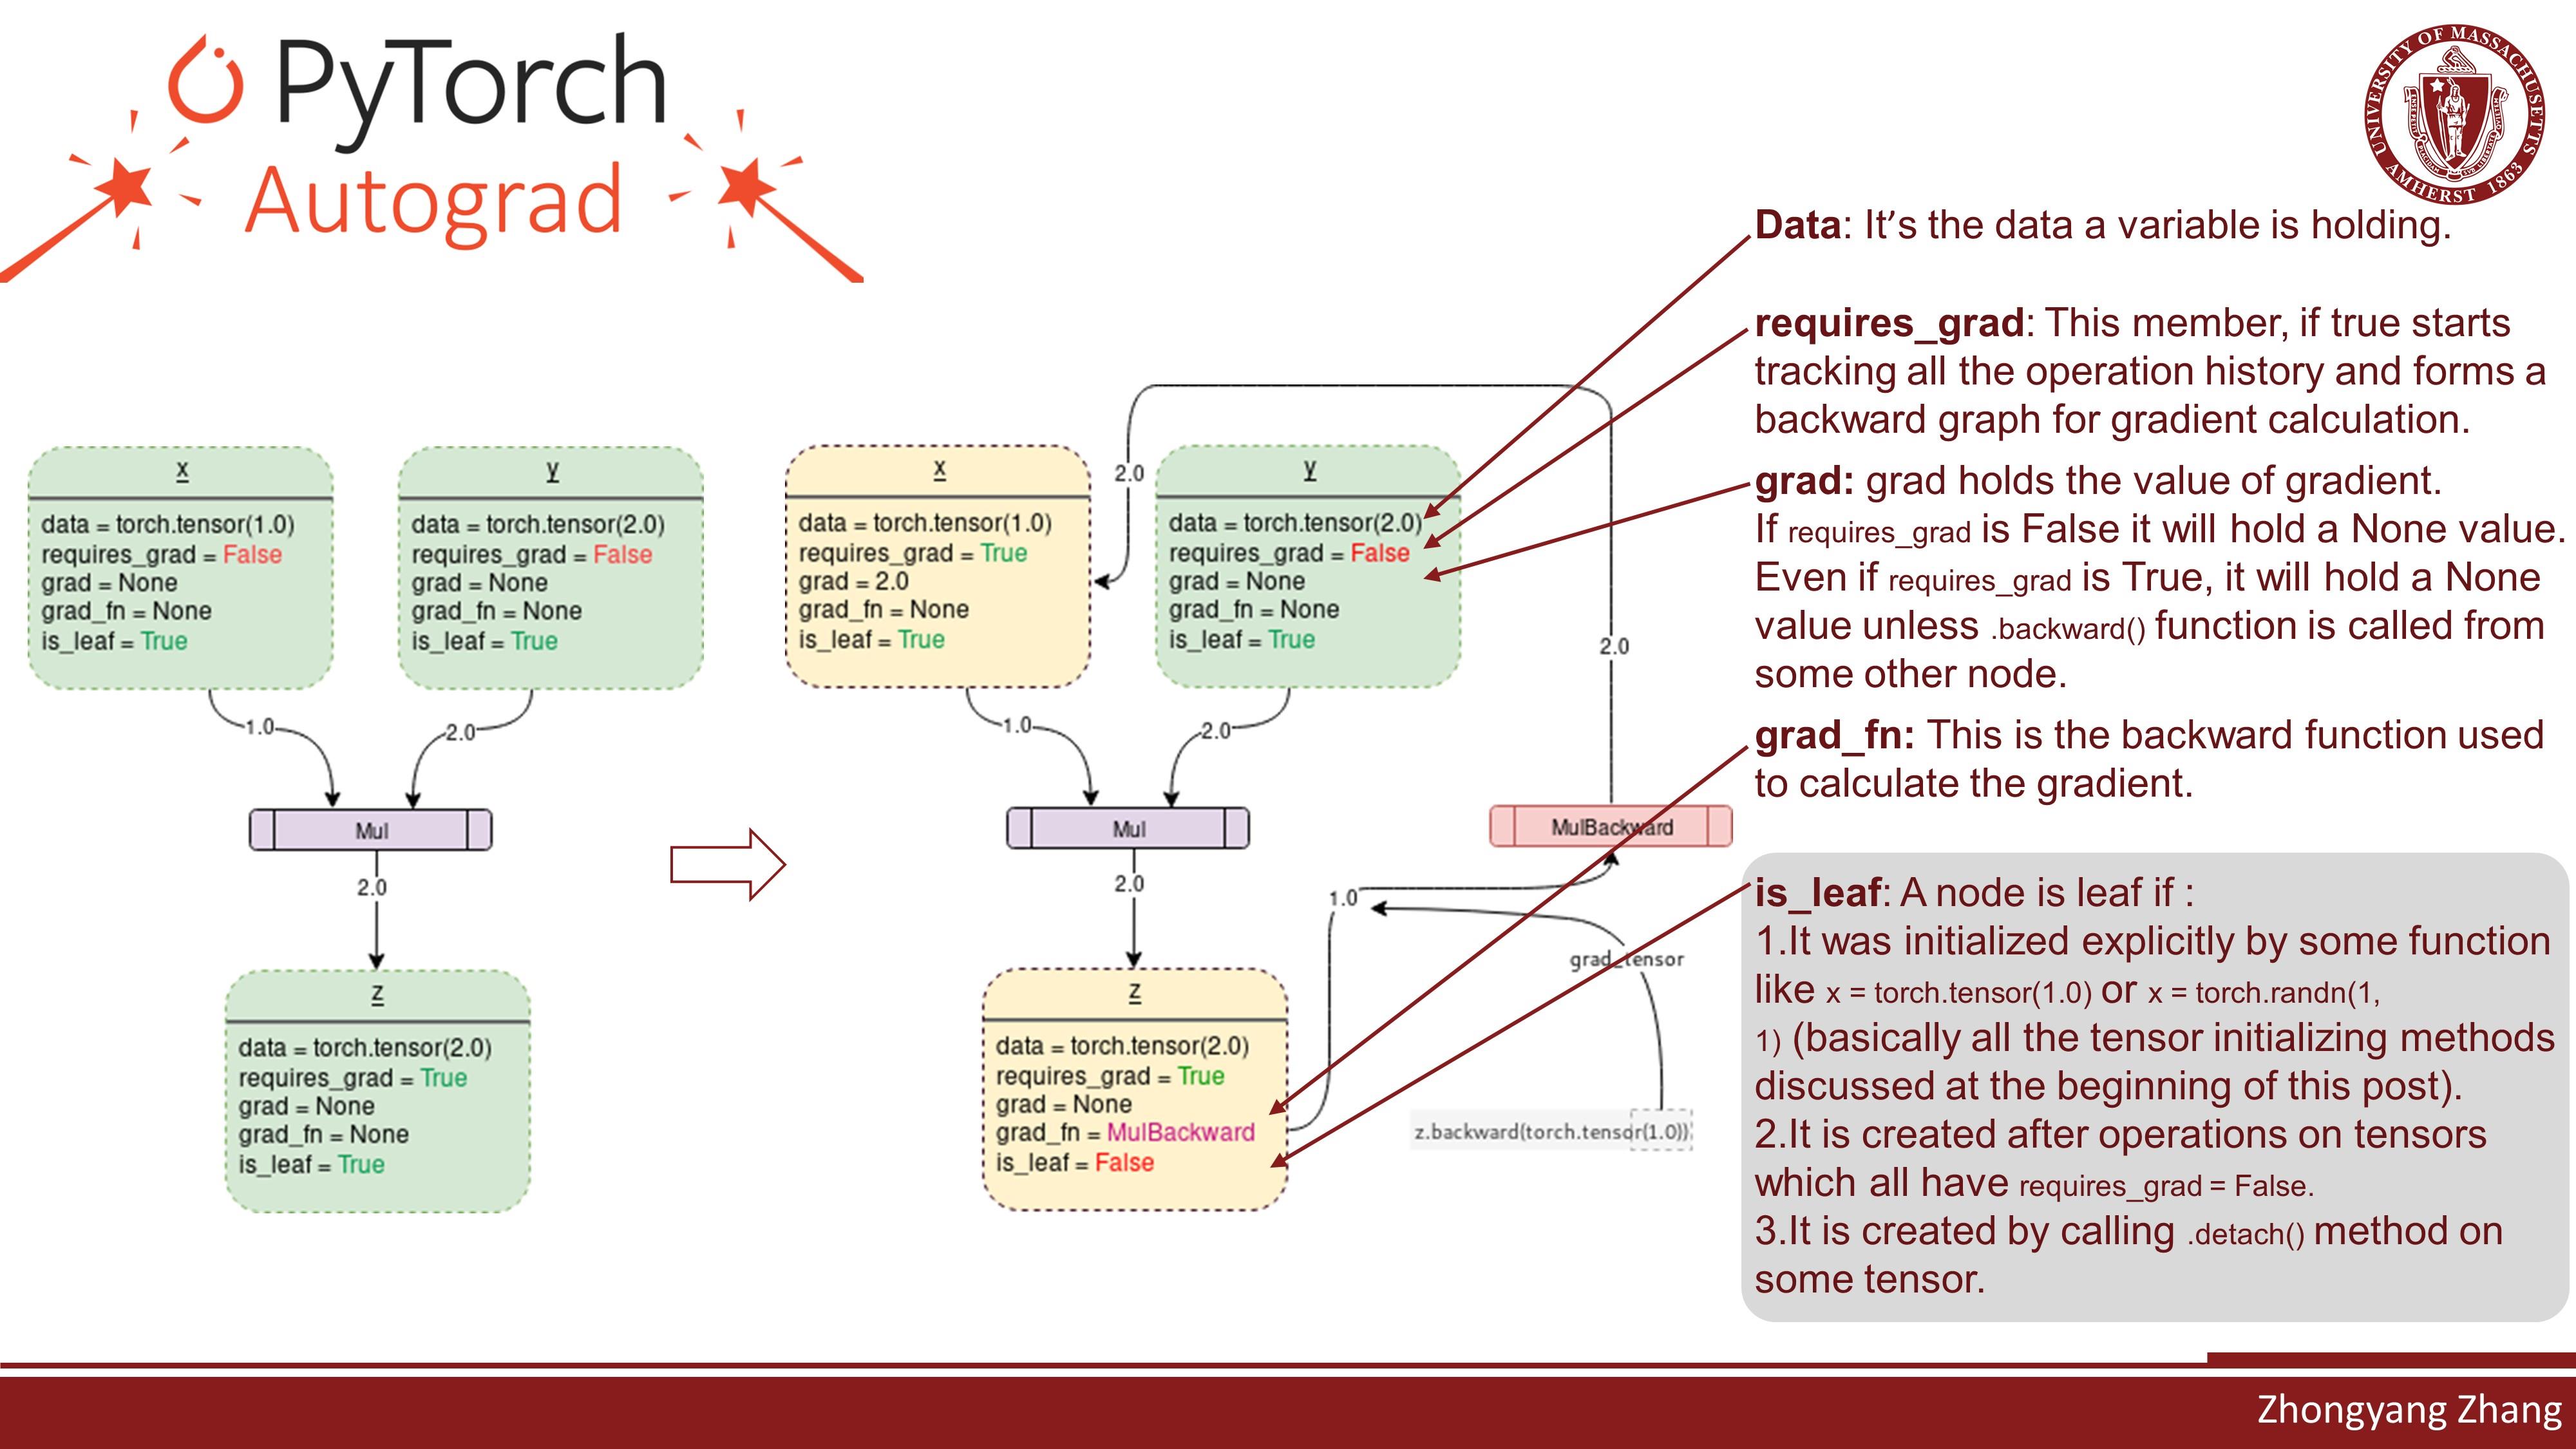 PyTorch
Autograd
UNIVERSITY OF MASSACHUSETTS
AMHERST 1863
Data: It's the data a variable is holding.
requires_grad: This member, if true starts
tracking all the operation history and forms a
backward graph for gradient calculation.
grad: grad holds the value of gradient.
If requires_grad is False it will hold a None value.
Even if requires_grad is True, it will hold a None
value unless .backward() function is called from
some other node.
grad_fn: This is the backward function used
to calculate the gradient.
is_leaf: A node is leaf if :
1.It was initialized explicitly by some function
like x = torch.tensor(1.0) or x = torch.randn(1,
1) (basically all the tensor initializing methods
discussed at the beginning of this post).
2.It is created after operations on tensors
which all have requires_grad = False.
3.It is created by calling .detach() method on
some tensor.
x
data = torch.tensor(1.0)
requires_grad = False
grad = None
grad_fn = None
is_leaf = True
y
data = torch.tensor(2.0)
requires_grad = False
grad = None
grad_fn = None
is_leaf = True
1.0
2.0
Mul
2.0
z
data = torch.tensor(2.0)
requires_grad = True
grad = None
grad_fn = None
is_leaf = True
x
data = torch.tensor(1.0)
requires_grad = True
grad = 2.0
grad_fn = None
is_leaf = True
2.0
y
data = torch.tensor(2.0)
requires_grad = False
grad = None
grad_fn = None
is_leaf = True
2.0
1.0
2.0
Mul
MulBackward
2.0
1.0
grad_tensor
z
data = torch.tensor(2.0)
requires_grad = True
grad = None
grad_fn = MulBackward
is_leaf = False
z.backward(torch.tensor(1.0))
Zhongyang Zhang